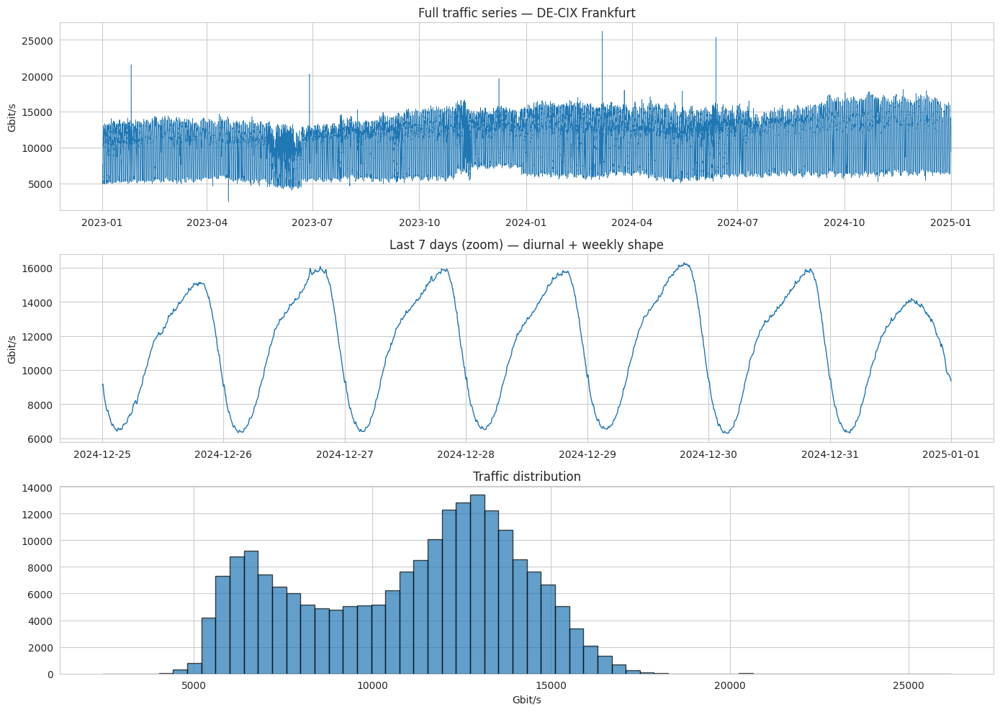 Full traffic series — DE-CIX Frankfurt
Gbit/s
25000
20000
15000
10000
5000
2023-01 2023-04 2023-07 2023-10 2024-01 2024-04 2024-07 2024-10 2025-01
Last 7 days (zoom) — diurnal + weekly shape
Gbit/s
16000
14000
12000
10000
8000
6000
2024-12-25 2024-12-26 2024-12-27 2024-12-28 2024-12-29 2024-12-30 2024-12-31 2025-01-01
Traffic distribution
14000
12000
10000
8000
6000
4000
2000
0
5000 10000 15000 20000 25000
Gbit/s